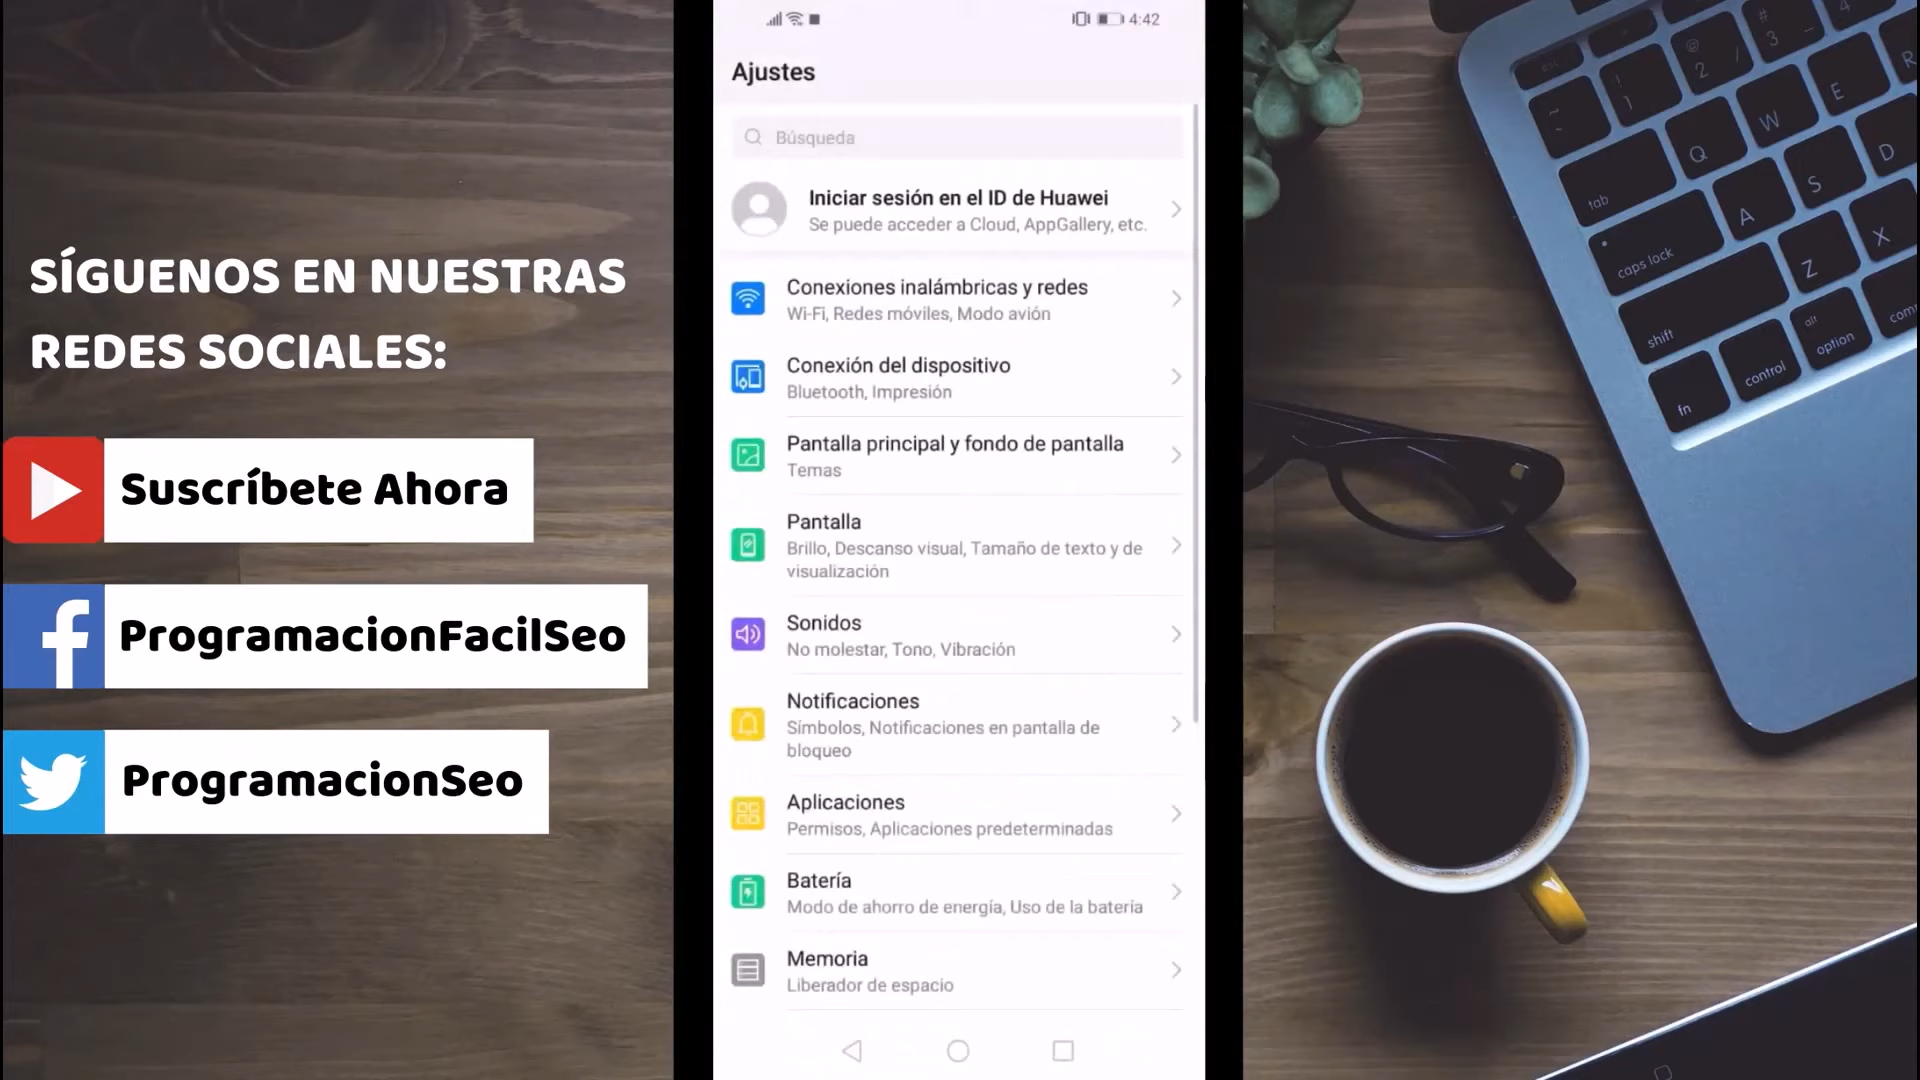 SÍGUENOS EN NUESTRAS
REDES SOCIALES:
Suscríbete Ahora
ProgramacionFacilSeo
ProgramacionSeo
4:42
Ajustes
Búsqueda
Iniciar sesión en el ID de Huawei
Se puede acceder a Cloud, AppGallery, etc.
Conexiones inalámbricas y redes
Wi-Fi, Redes móviles, Modo avión
Conexión del dispositivo
Bluetooth, Impresión
Pantalla principal y fondo de pantalla
Temas
Pantalla
Brillo, Descanso visual, Tamaño de texto y de
visualización
Sonidos
No molestar, Tono, Vibración
Notificaciones
Símbolos, Notificaciones en pantalla de
bloqueo
Aplicaciones
Permisos, Aplicaciones predeterminadas
Batería
Modo de ahorro de energía, Uso de la batería
Memoria
Liberador de espacio
# 3 - 4
@ 2 /
! 1
Q W E R
tab
A S D
caps lock
Z X
shift
fn control alt option